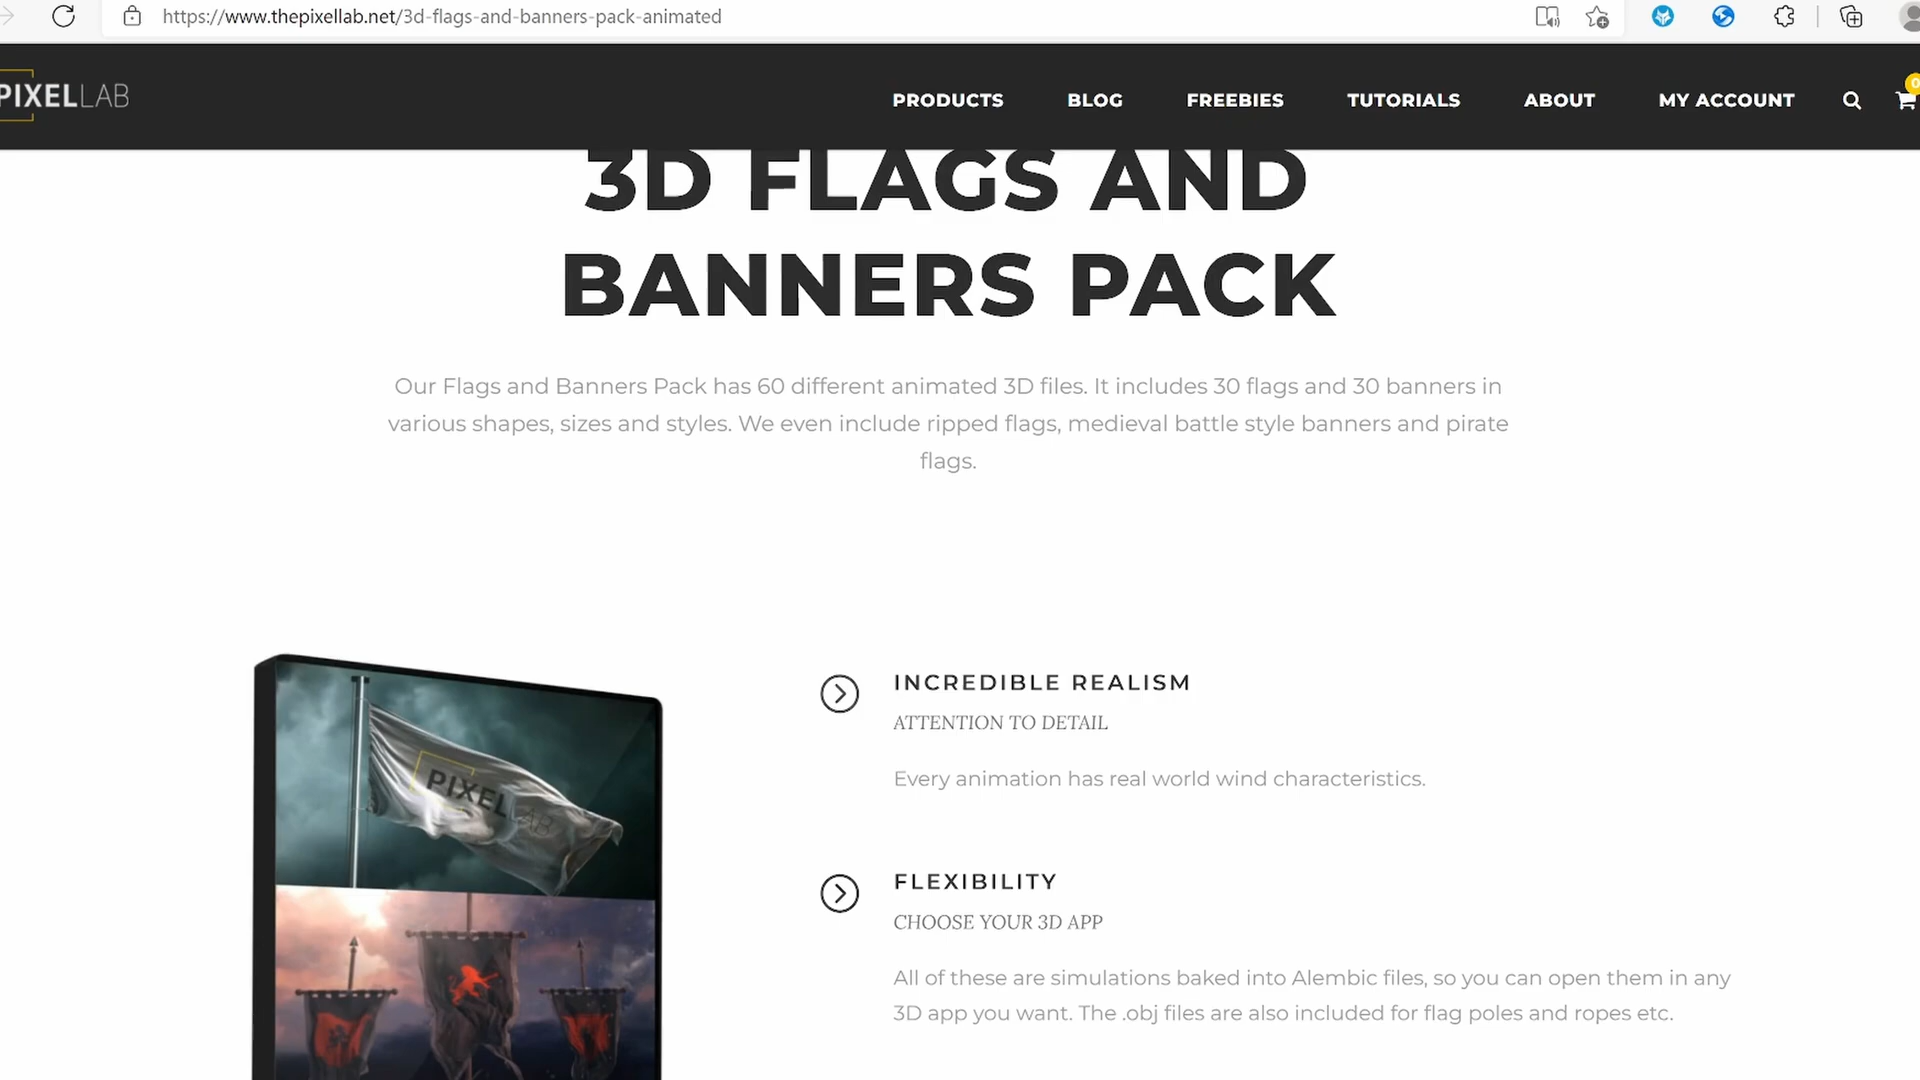 https://www.thepixellab.net/3d-flags-and-banners-pack-animated
PIXELLAB
PRODUCTS
BLOG
FREEBIES
TUTORIALS
ABOUT
MY ACCOUNT
0
3D FLAGS AND
BANNERS PACK
Our Flags and Banners Pack has 60 different animated 3D files. It includes 30 flags and 30 banners in
various shapes, sizes and styles. We even include ripped flags, medieval battle style banners and pirate
flags.
PIXELLAB
INCREDIBLE REALISM
ATTENTION TO DETAIL
Every animation has real world wind characteristics.
FLEXIBILITY
CHOOSE YOUR 3D APP
All of these are simulations baked into Alembic files, so you can open them in any
3D app you want. The .obj files are also included for flag poles and ropes etc.